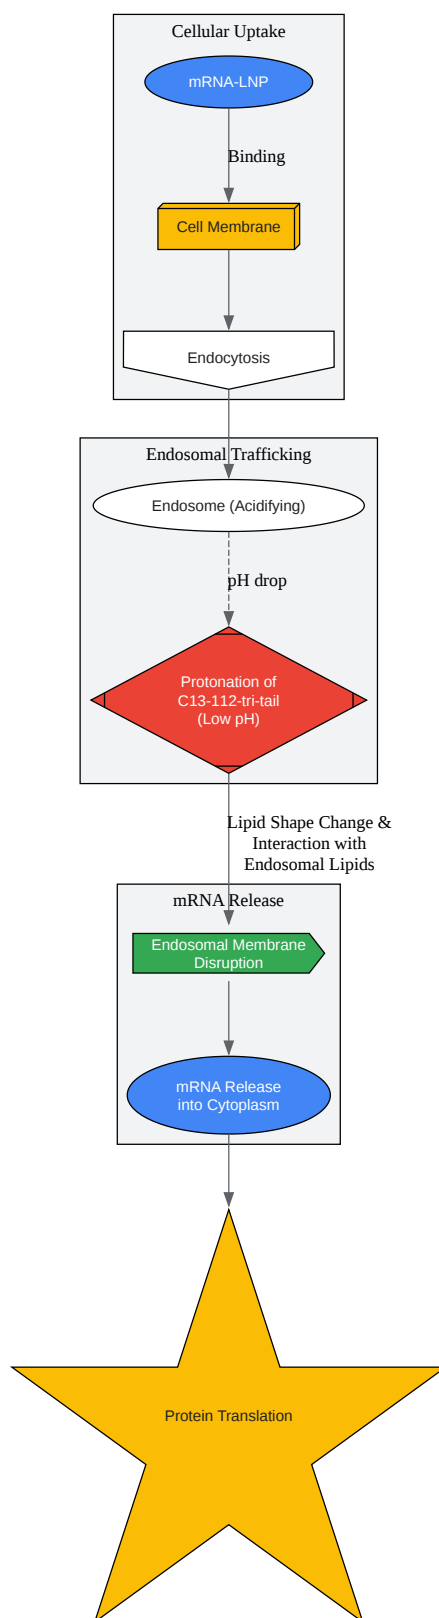 Cellular Uptake
mRNA-LNP
Binding
Cell Membrane
Endocytosis
Endosomal Trafficking
Endosome (Acidifying)
pH drop
Protonation of
C13-112-tri-tail
(Low pH)
Lipid Shape Change &
Interaction with
Endosomal Lipids
mRNA Release
Endosomal Membrane
Disruption
mRNA Release
into Cytoplasm
Protein Translation